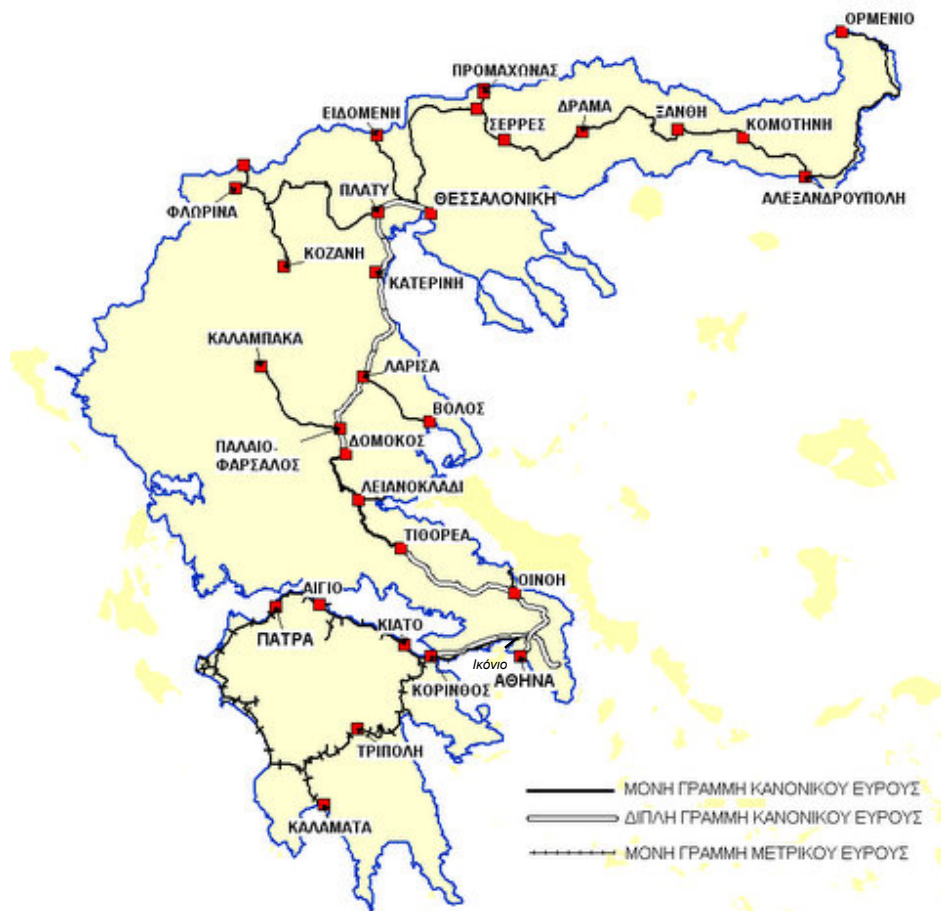 ΟΡΜΕΝΙΟ
ΠΡΟΜΑΧΩΝΑΣ
ΕΙΔΟΜΕΝΗ
ΣΕΡΡΕΣ
ΔΡΑΜΑ
ΞΑΝΘΗ
ΚΟΜΟΤΗΝΗ
ΑΛΕΞΑΝΔΡΟΥΠΟΛΗ
ΦΛΩΡΙΝΑ
ΠΛΑΤΥ
ΘΕΣΣΑΛΟΝΙΚΗ
ΚΟΖΑΝΗ
ΚΑΤΕΡΙΝΗ
ΚΑΛΑΜΠΑΚΑ
ΛΑΡΙΣΑ
ΒΟΛΟΣ
ΠΑΛΑΙΟ-
ΦΑΡΣΑΛΟΣ
ΔΟΜΟΚΟΣ
ΛΕΙΑΝΟΚΛΑΔΙ
ΤΙΘΟΡΕΑ
ΟΙΝΟΗ
ΑΙΓΙΟ
ΠΑΤΡΑ
ΚΙΑΤΟ
Ικόνιο
ΑΘΗΝΑ
ΚΟΡΙΝΘΟΣ
ΤΡΙΠΟΛΗ
ΚΑΛΑΜΑΤΑ
ΜΟΝΗ ΓΡΑΜΜΗ ΚΑΝΟΝΙΚΟΥ ΕΥΡΟΥΣ
ΔΙΠΛΗ ΓΡΑΜΜΗ ΚΑΝΟΝΙΚΟΥ ΕΥΡΟΥΣ
ΜΟΝΗ ΓΡΑΜΜΗ ΜΕΤΡΙΚΟΥ ΕΥΡΟΥΣ